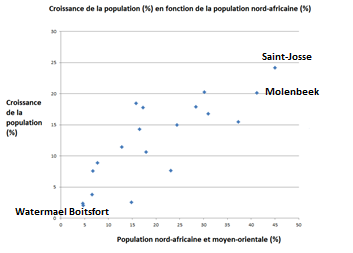 Croissance de la population (%) en fonction de la population nord-africaine (%)
30
25
20
15
10
5
0
Croissance
de la
population
(%)
Saint-Josse
Molenbeek
Watermael Boitsfort
0 5 10 15 20 25 30 35 40 45 50
Population nord-africaine et moyen-orientale (%)